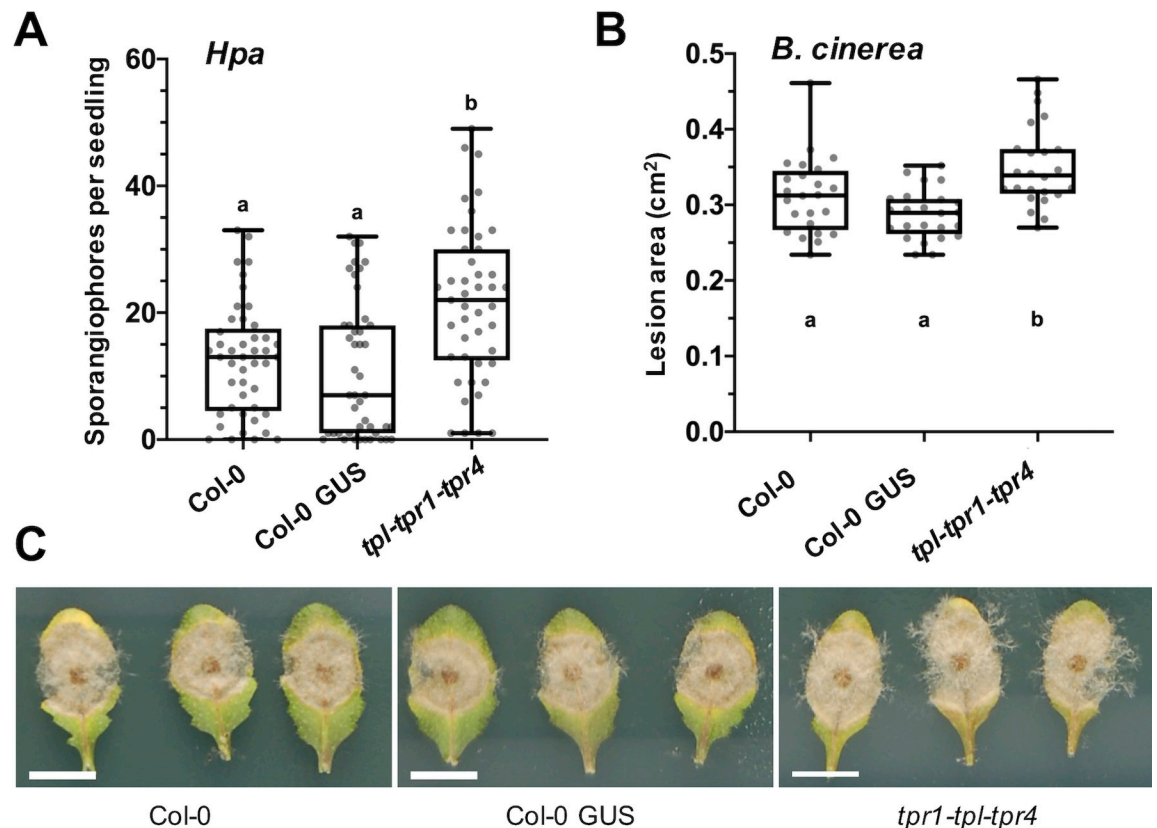 A
Hpa
Sporangiophores per seedling
60
40
20
0
a
a
b
Col-0
Col-0 GUS
tpl-tpr1-tpr4
B
B. cinerea
Lesion area (cm²)
0.5
0.4
0.3
0.2
0.1
0.0
a
a
b
Col-0
Col-0 GUS
tpl-tpr1-tpr4
C
Col-0
Col-0 GUS
tpr1-tpl-tpr4